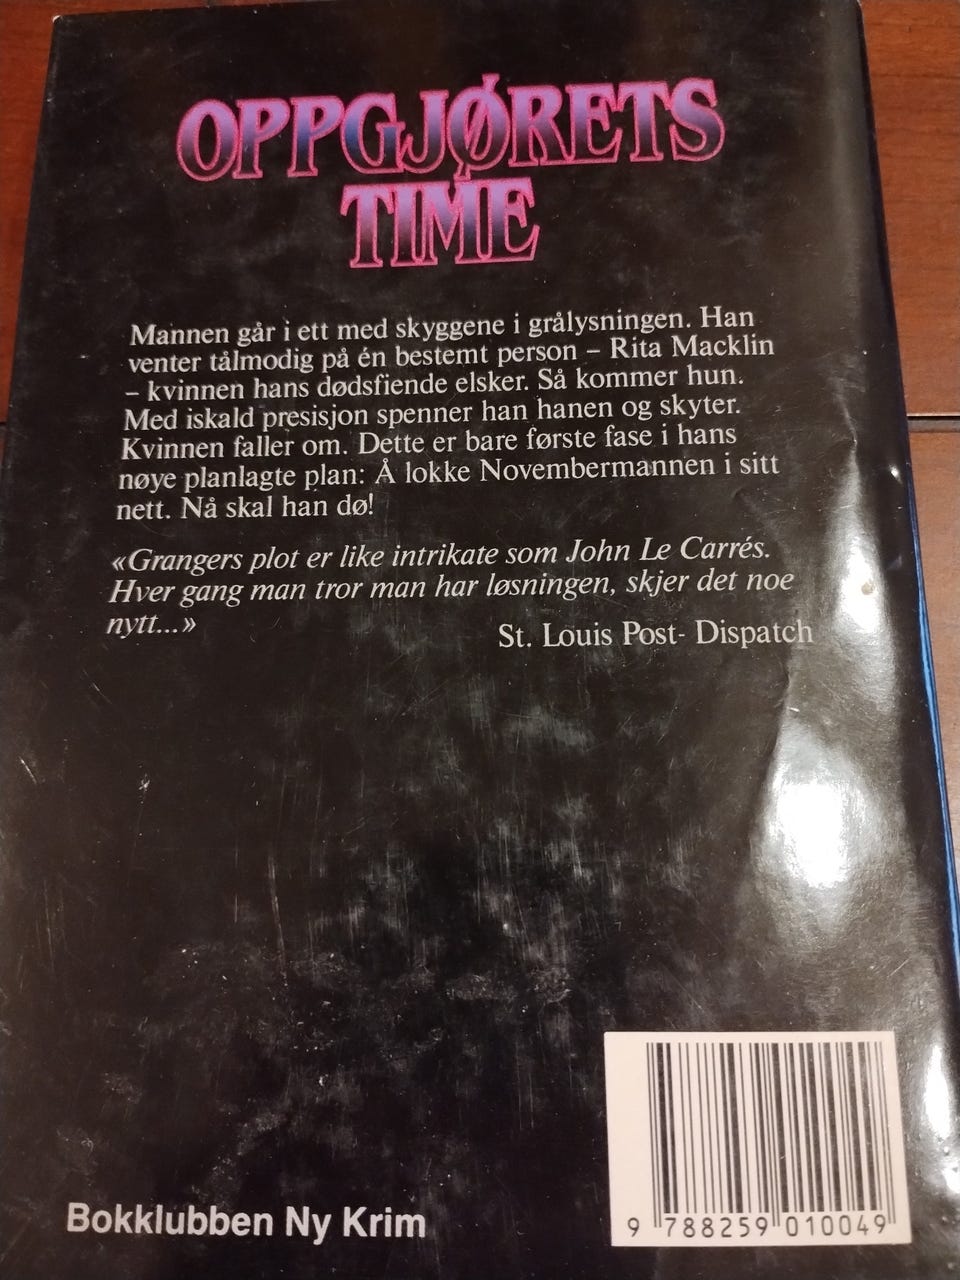 OPPGJØRETS
TIME
Mannen går i ett med skyggene i grålysningen. Han
venter tålmodig på én bestemt person – Rita Macklin
– kvinnen hans dødsfiende elsker. Så kommer hun.
Med iskald presisjon spenner han hanen og skyter.
Kvinnen faller om. Dette er bare første fase i hans
nøye planlagte plan: Å lokke Novembermannen i sitt
nett. Nå skal han dø!
«Grangers plot er like intrikate som John Le Carrés.
Hver gang man tror man har løsningen, skjer det noe
nytt...»
St. Louis Post- Dispatch
Bokklubben Ny Krim
9 788259 010049